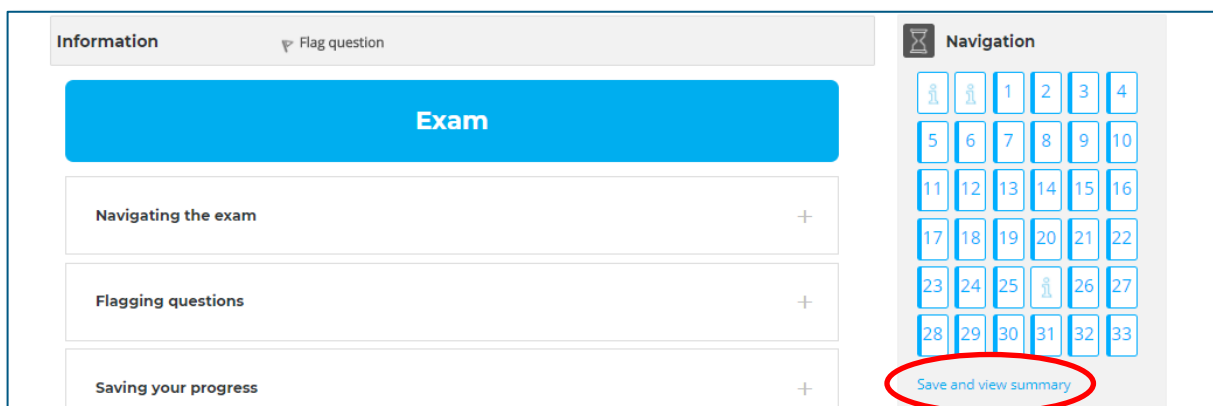 Information
Flag question
Exam
Navigating the exam
Flagging questions
Saving your progress
Navigation
i i 1 2 3 4
5 6 7 8 9 10
11 12 13 14 15 16
17 18 19 20 21 22
23 24 25 i 26 27
28 29 30 31 32 33
Save and view summary